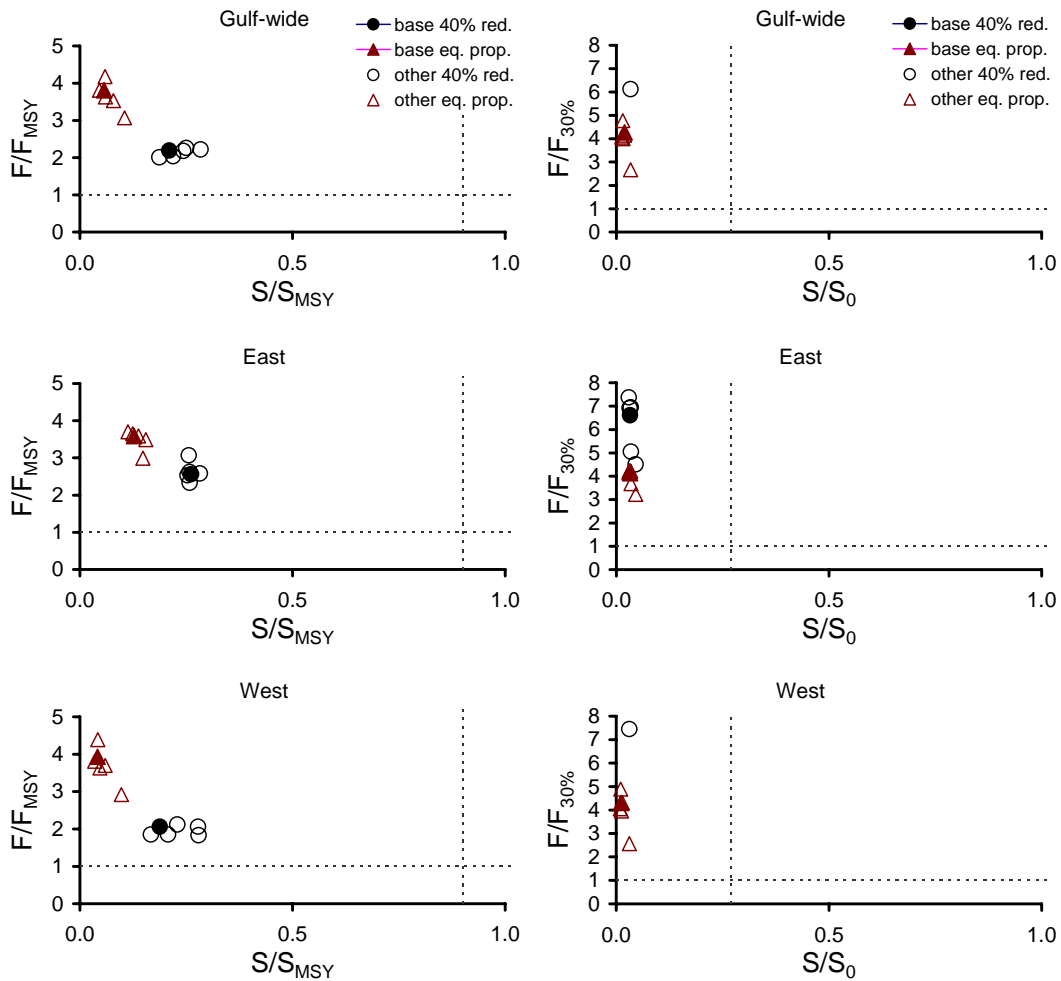 Gulf-wide
base 40% red.
base eq. prop.
other 40% red.
other eq. prop.
5
4
3
2
1
0
F/FMSY
0.0 0.5 1.0
S/SMSY
Gulf-wide
base 40% red.
base eq. prop.
other 40% red.
other eq. prop.
8
7
6
5
4
3
2
1
0
F/F30%
0.0 0.5 1.0
S/S0
East
5
4
3
2
1
0
F/FMSY
0.0 0.5 1.0
S/SMSY
East
8
7
6
5
4
3
2
1
0
F/F30%
0.0 0.5 1.0
S/S0
West
5
4
3
2
1
0
F/FMSY
0.0 0.5 1.0
S/SMSY
West
8
7
6
5
4
3
2
1
0
F/F30%
0.0 0.5 1.0
S/S0